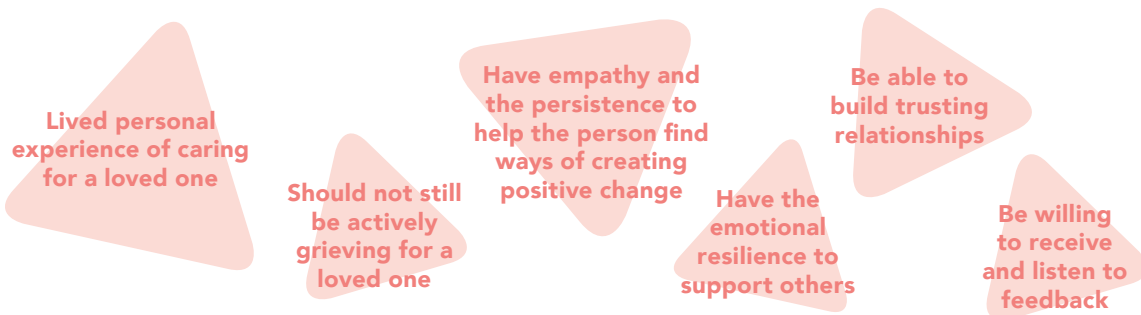 Lived personal
experience of caring
for a loved one
Should not still
be actively
grieving for a
loved one
Have empathy and
the persistence to
help the person find
ways of creating
positive change
Have the
emotional
resilience to
support others
Be able to
build trusting
relationships
Be willing
to receive
and listen to
feedback